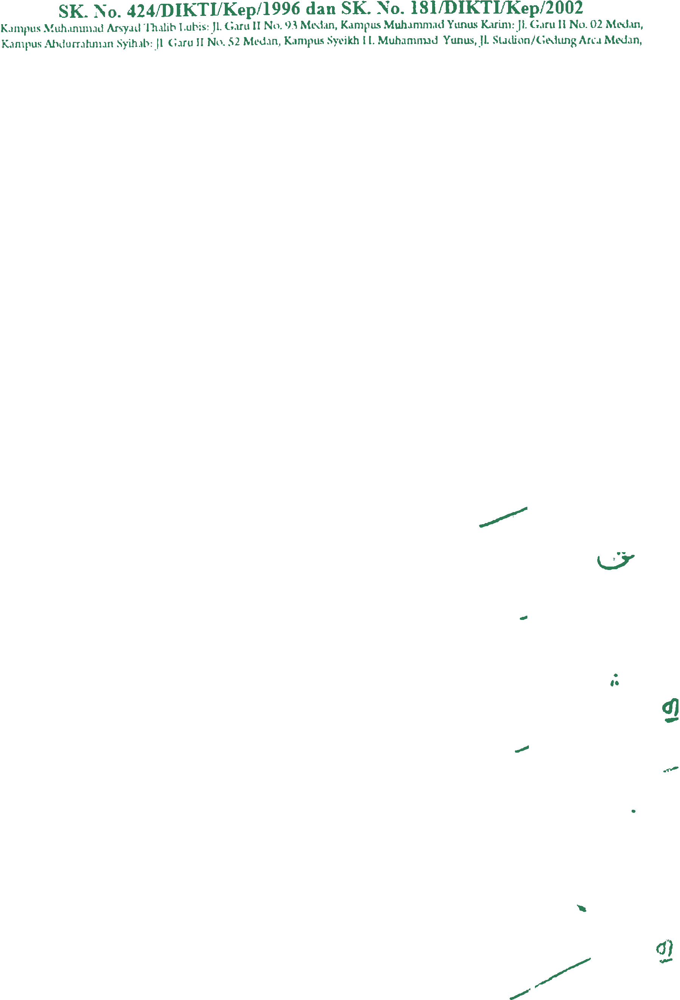 SK. No. 424/DIKTI/Kep/1996 dan SK. No. 181/DIKTI/Kep/2002
Kampus Muhammad Arsyad Thalib Lubis: Jl. Garu II No. 93 Medan, Kampus Muhammad Yunus Karim: Jl. Garu II No. 02 Medan,
Kampus Abdurrahman Syihab: Jl Garu II No. 52 Medan, Kampus Syeikh H. Muhammad Yunus, Jl. Stadion/Gedung Arca Medan,